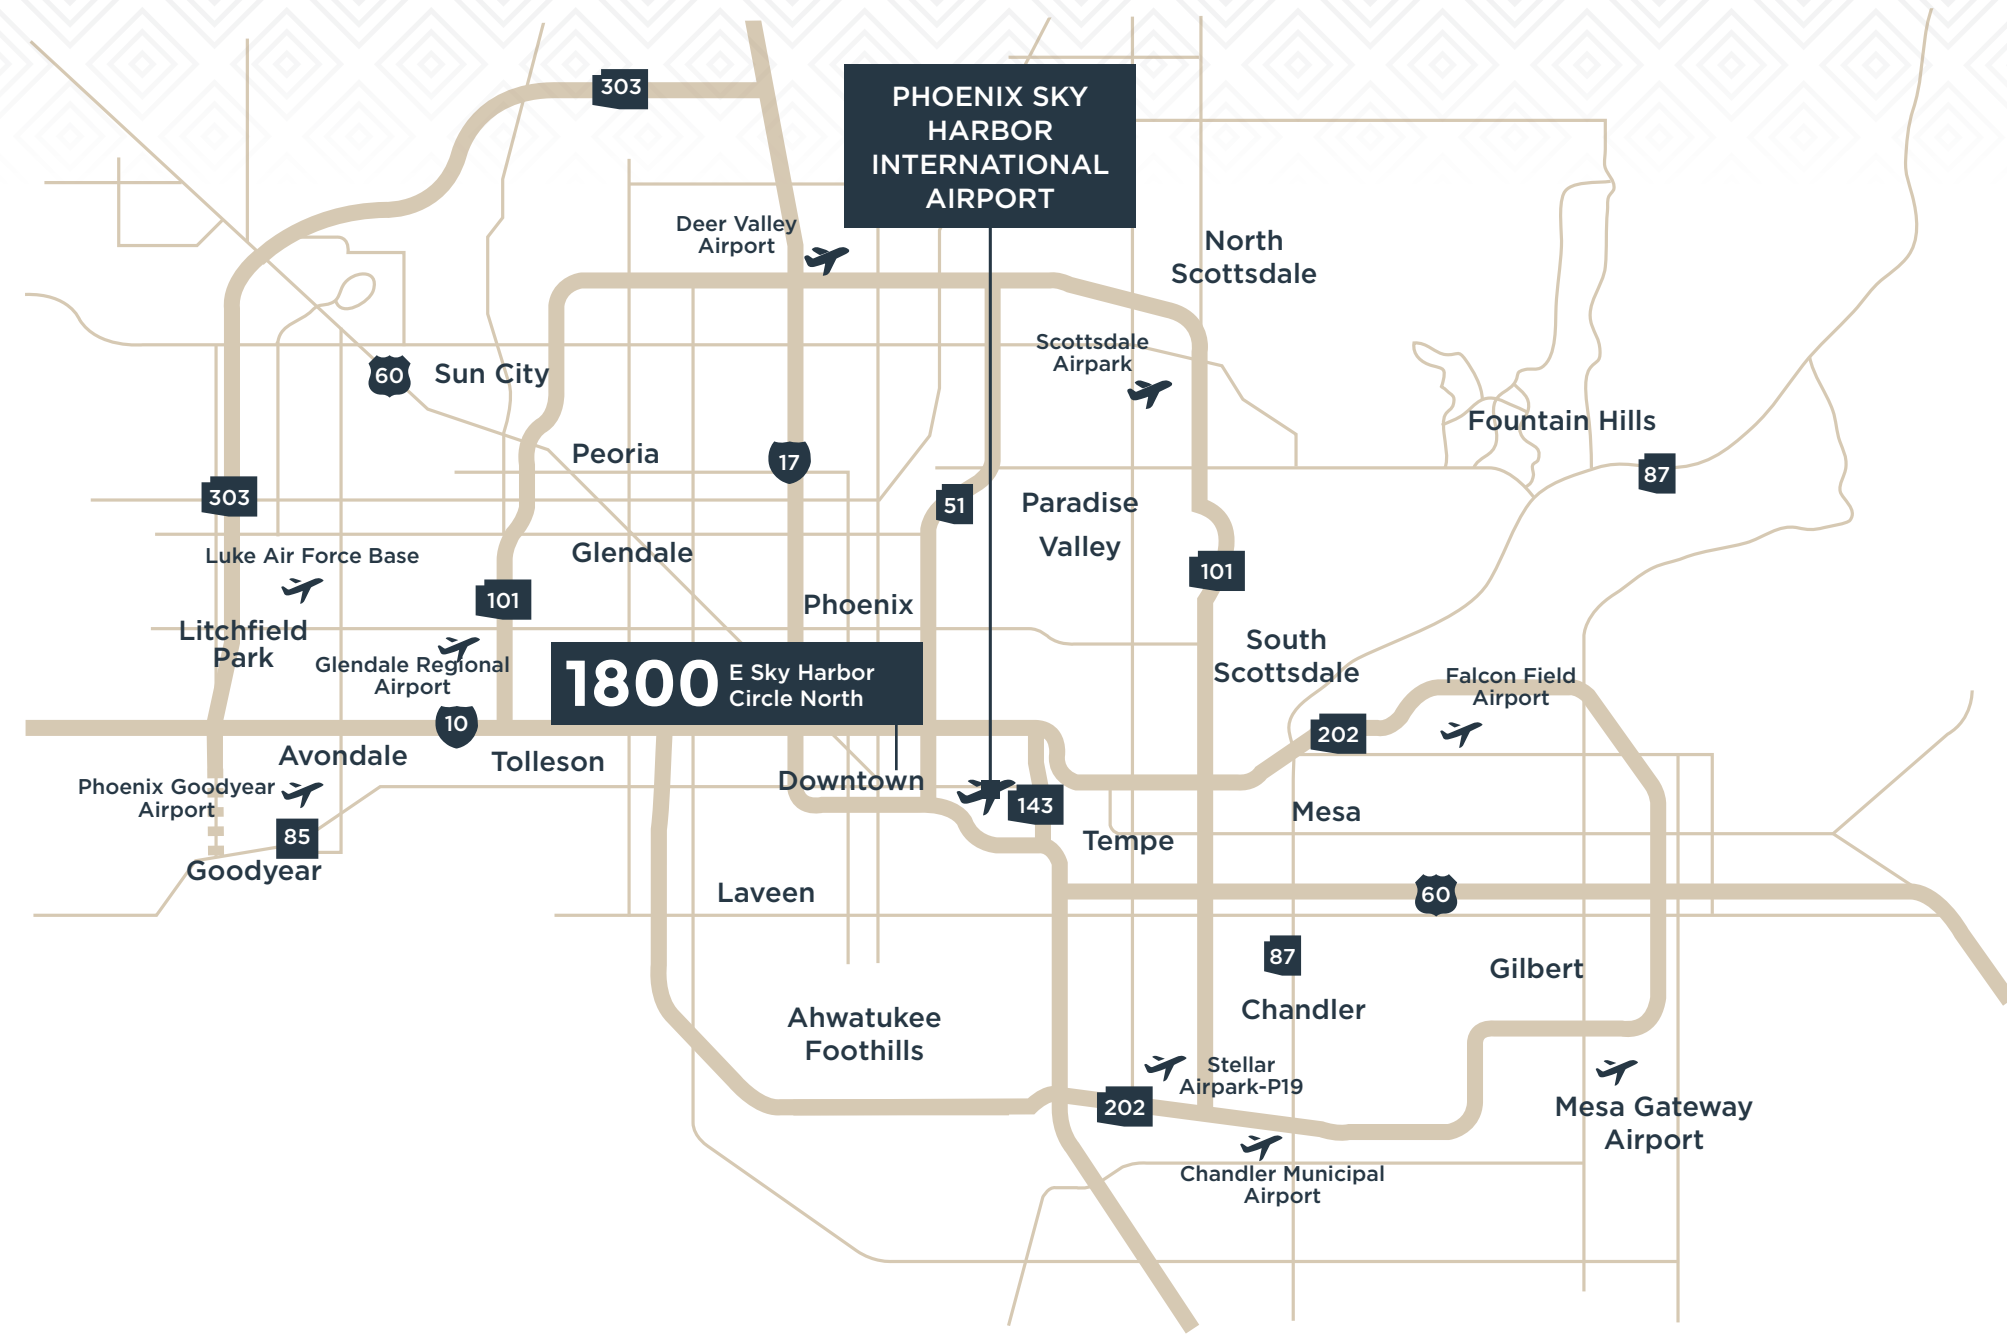 303
PHOENIX SKY
HARBOR
INTERNATIONAL
AIRPORT
Deer Valley
Airport
North
Scottsdale
Scottsdale
Airpark
60
Sun City
Fountain Hills
Peoria
17
87
303
51
Paradise
Valley
Luke Air Force Base
Glendale
101
101
Phoenix
Litchfield
Park
Glendale Regional
Airport
1800
E Sky Harbor
Circle North
South
Scottsdale
Falcon Field
Airport
10
202
Avondale
Tolleson
Downtown
Phoenix Goodyear
Airport
143
Mesa
85
Tempe
Goodyear
Laveen
60
87
Gilbert
Chandler
Ahwatukee
Foothills
Stellar
Airpark-P19
202
Mesa Gateway
Airport
Chandler Municipal
Airport